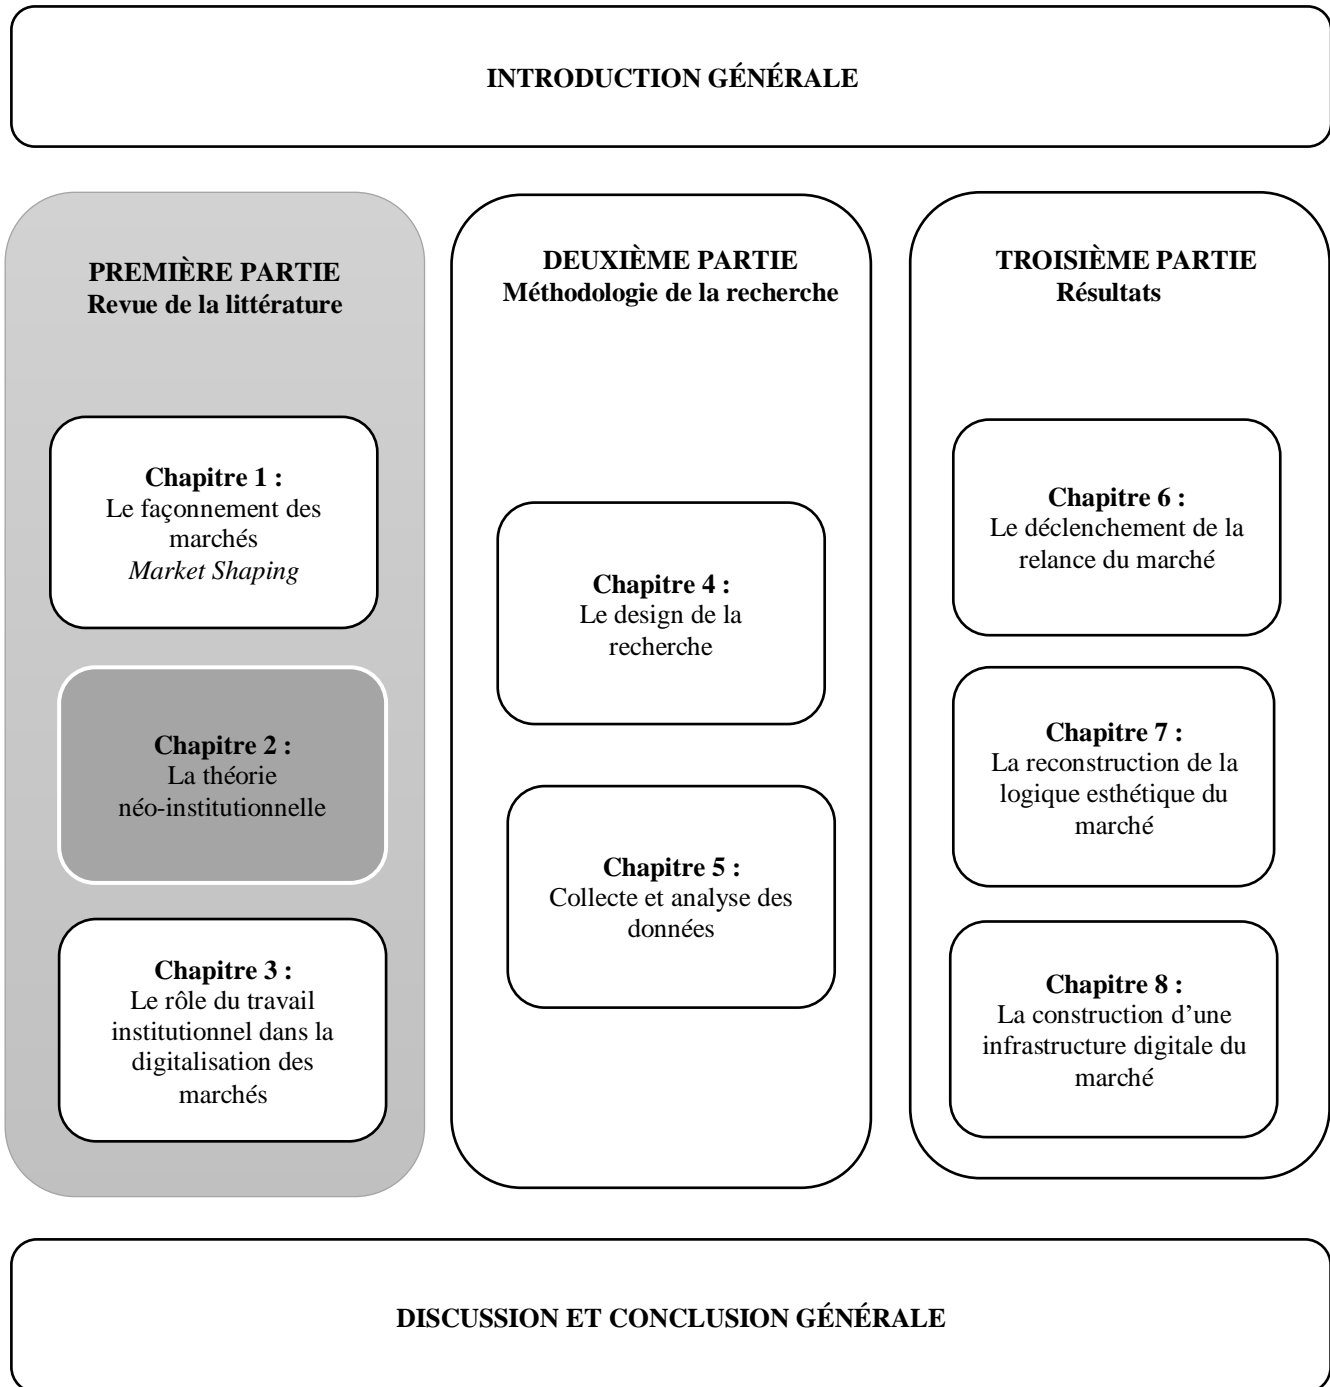 INTRODUCTION GÉNÉRALE
PREMIÈRE PARTIE
Revue de la littérature
Chapitre 1 :
Le façonnement des
marchés
Market Shaping
Chapitre 2 :
La théorie
néo-institutionnelle
Chapitre 3 :
Le rôle du travail
institutionnel dans la
digitalisation des
marchés
DEUXIÈME PARTIE
Méthodologie de la recherche
Chapitre 4 :
Le design de la
recherche
Chapitre 5 :
Collecte et analyse des
données
TROISIÈME PARTIE
Résultats
Chapitre 6 :
Le déclenchement de la
relance du marché
Chapitre 7 :
La reconstruction de la
logique esthétique du
marché
Chapitre 8 :
La construction d’une
infrastructure digitale du
marché
DISCUSSION ET CONCLUSION GÉNÉRALE